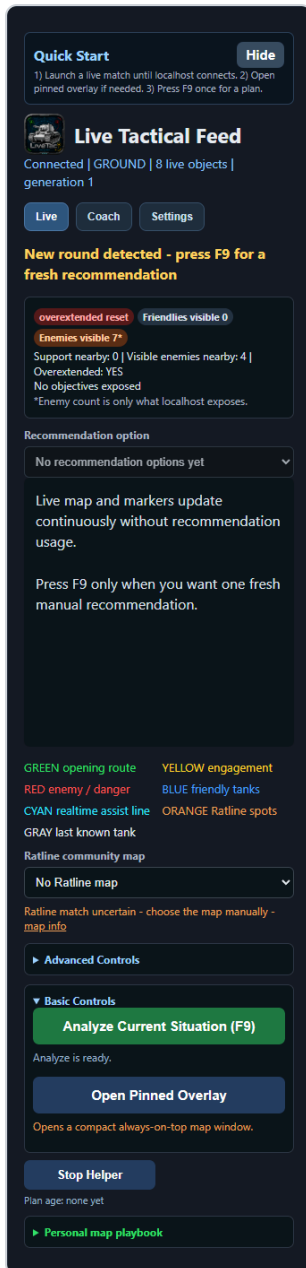 Quick Start
Hide
1) Launch a live match until localhost connects. 2) Open
pinned overlay if needed. 3) Press F9 once for a plan.
Live Tactical Feed
Connected | GROUND | 8 live objects |
generation 1
Live
Coach
Settings
New round detected - press F9 for a
fresh recommendation
overextended reset
Friendlies visible 0
Enemies visible 7*
Support nearby: 0 | Visible enemies nearby: 4 |
Overextended: YES
No objectives exposed
*Enemy count is only what localhost exposes.
Recommendation option
No recommendation options yet
Live map and markers update
continuously without recommendation
usage.
Press F9 only when you want one fresh
manual recommendation.
GREEN opening route
YELLOW engagement
RED enemy / danger
BLUE friendly tanks
CYAN realtime assist line
ORANGE Ratline spots
GRAY last known tank
Ratline community map
No Ratline map
Ratline match uncertain - choose the map manually -
map info
▸ Advanced Controls
▾ Basic Controls
Analyze Current Situation (F9)
Analyze is ready.
Open Pinned Overlay
Opens a compact always-on-top map window.
Stop Helper
Plan age: none yet
▸ Personal map playbook